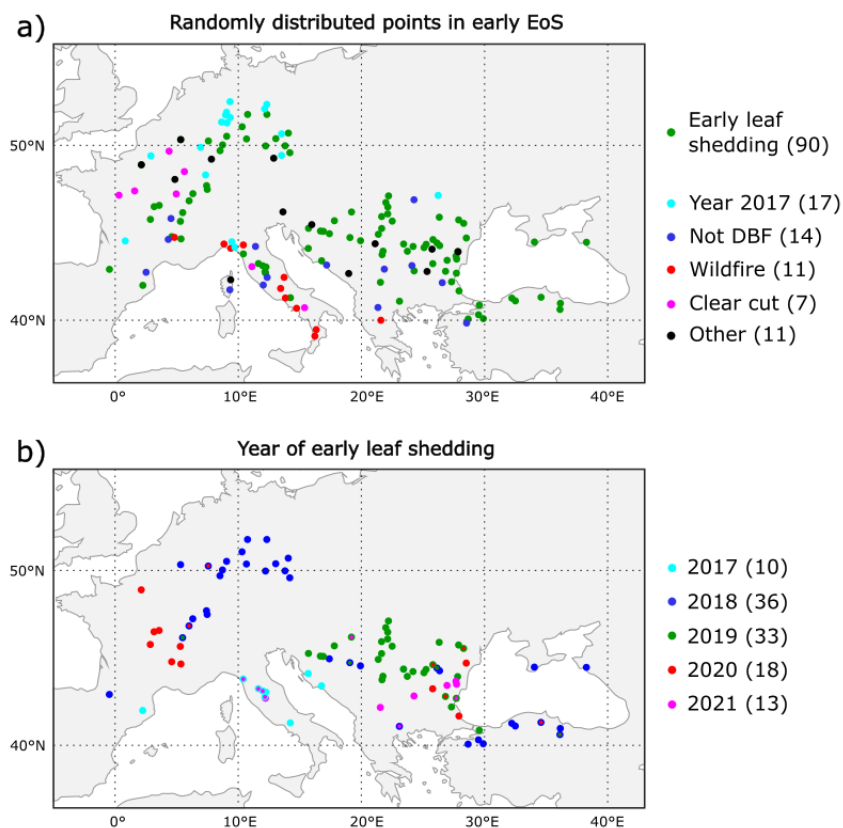 a)
Randomly distributed points in early EoS
50°N
40°N
0°
10°E
20°E
30°E
40°E
Early leaf
shedding (90)
Year 2017 (17)
Not DBF (14)
Wildfire (11)
Clear cut (7)
Other (11)
b)
Year of early leaf shedding
50°N
40°N
0°
10°E
20°E
30°E
40°E
2017 (10)
2018 (36)
2019 (33)
2020 (18)
2021 (13)